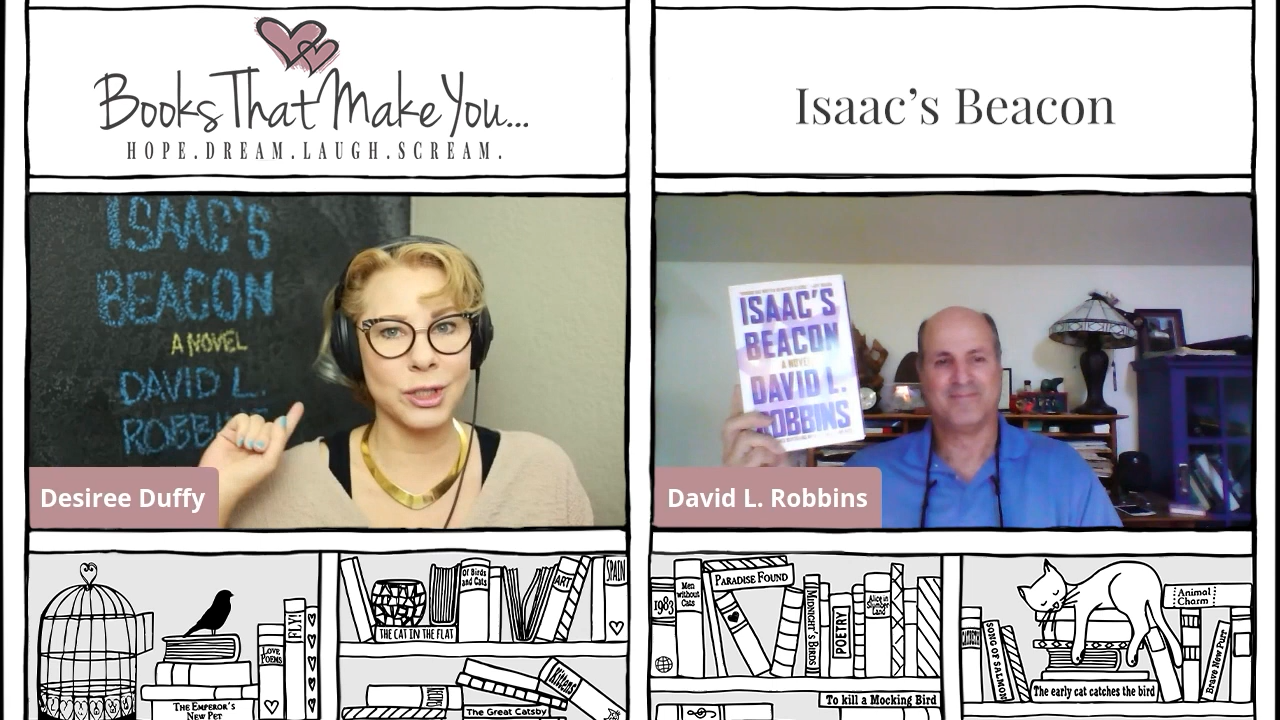 Books That Make You...
HOPE.DREAM.LAUGH.SCREAM.
Isaac's Beacon
ISAAC'S
BEACON
A NOVEL
DAVID L.
ROBBINS
Desiree Duffy
ISAAC'S
BEACON
A NOVEL
DAVID L.
ROBBINS
David L. Robbins
FLY!
LOVE
POEMS
THE EMPEROR'S
NEW PET
Of Birds
and Cats
ART
SPAIN
THE CAT IN THE FLAT
Kittens
The Great Catsby
1983
Men
without
Cats
PARADISE FOUND
MIDNIGHT'S BIRDS
POETRY
Alice in
Slumber
Land
To kill a Mocking Bird
SONG OF SALMON
The early cat catches the bird
Animal
Charm
Brave New Purr